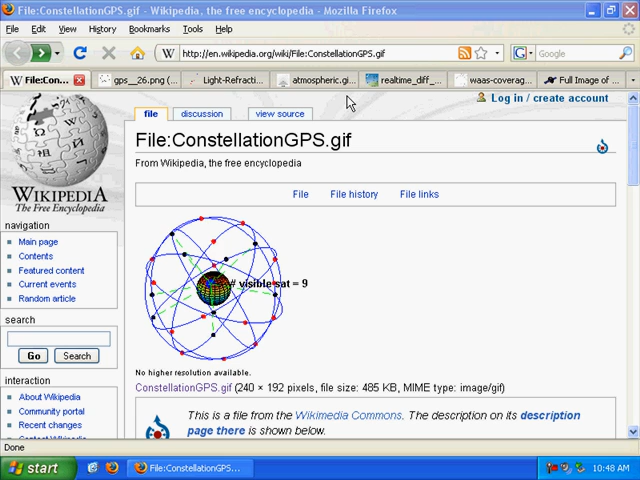 File:ConstellationGPS.gif - Wikipedia, the free encyclopedia - Mozilla Firefox
File Edit View History Bookmarks Tools Help
http://en.wikipedia.org/wiki/File:ConstellationGPS.gif
Google
File:Con...
gps__26.png (...
Light-Refracti...
atmospheric.gi...
realtime_diff_...
waas-coverag...
Full Image of ...
Log in / create account
file
discussion
view source
File:ConstellationGPS.gif
From Wikipedia, the free encyclopedia
File File history File links
WIKIPEDIA
The Free Encyclopedia
navigation
Main page
Contents
Featured content
Current events
Random article
search
Go Search
interaction
About Wikipedia
Community portal
Recent changes
Contact Wikipedia
# visible sat = 9
No higher resolution available.
ConstellationGPS.gif (240 × 192 pixels, file size: 485 KB, MIME type: image/gif)
This is a file from the Wikimedia Commons. The description on its description
page there is shown below.
Done
start
File:ConstellationGPS...
10:48 AM